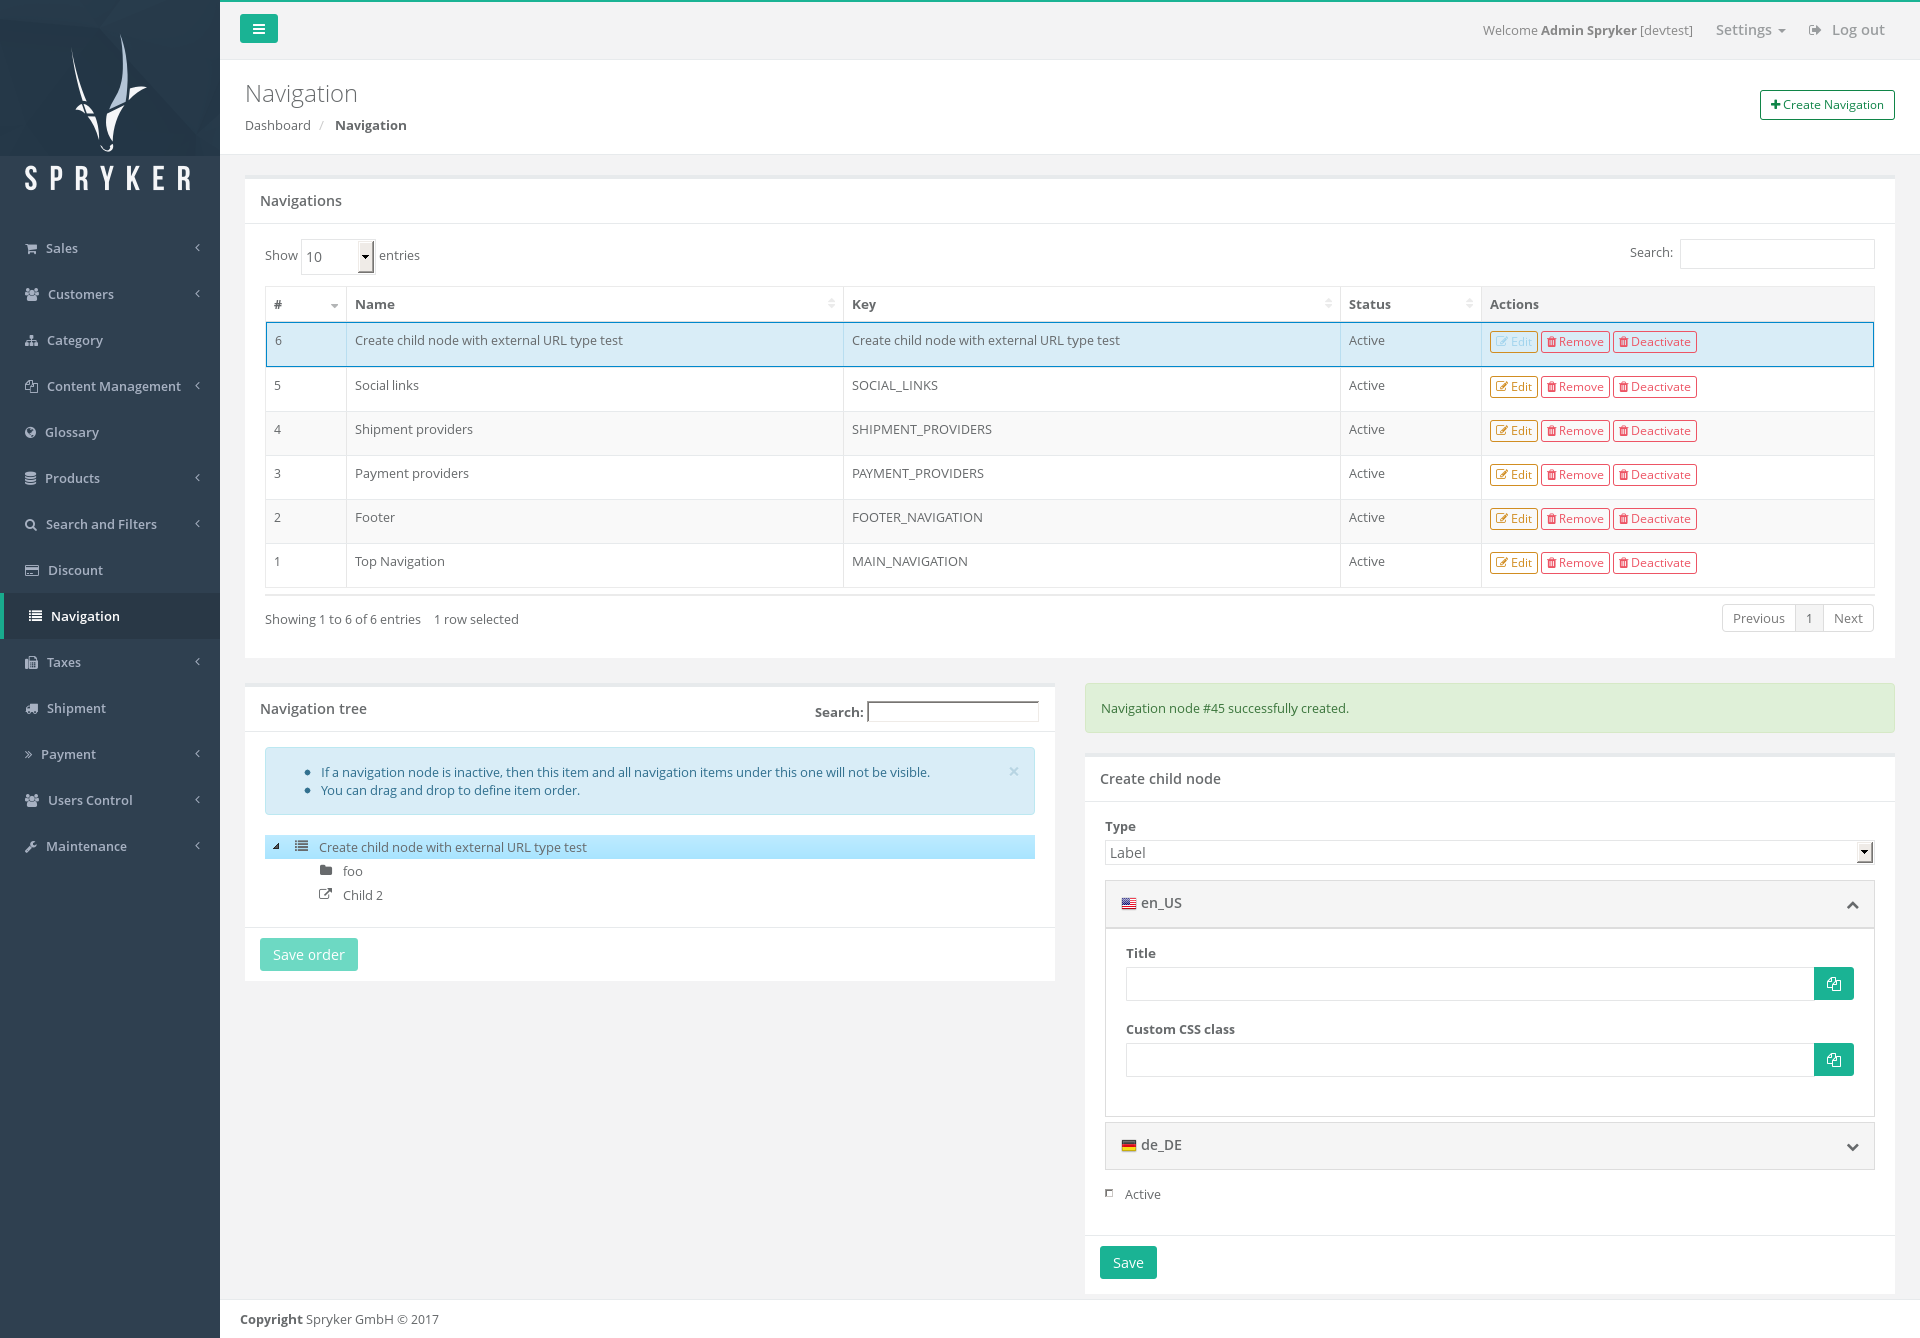 Welcome Admin Spryker [devtest] Settings Log out
SPRYKER
Sales
Customers
Category
Content Management
Glossary
Products
Search and Filters
Discount
Navigation
Taxes
Shipment
Payment
Users Control
Maintenance
Navigation
Dashboard / Navigation
Create Navigation
Navigations
Show 10 entries
Search:
# Name Key Status Actions
6 Create child node with external URL type test Create child node with external URL type test Active Edit Remove Deactivate
5 Social links SOCIAL_LINKS Active Edit Remove Deactivate
4 Shipment providers SHIPMENT_PROVIDERS Active Edit Remove Deactivate
3 Payment providers PAYMENT_PROVIDERS Active Edit Remove Deactivate
2 Footer FOOTER_NAVIGATION Active Edit Remove Deactivate
1 Top Navigation MAIN_NAVIGATION Active Edit Remove Deactivate
Showing 1 to 6 of 6 entries 1 row selected
Previous 1 Next
Navigation tree
Search:
If a navigation node is inactive, then this item and all navigation items under this one will not be visible.
You can drag and drop to define item order.
×
Create child node with external URL type test
foo
Child 2
Save order
Navigation node #45 successfully created.
Create child node
Type
Label
en_US
Title
Custom CSS class
de_DE
Active
Save
Copyright Spryker GmbH © 2017